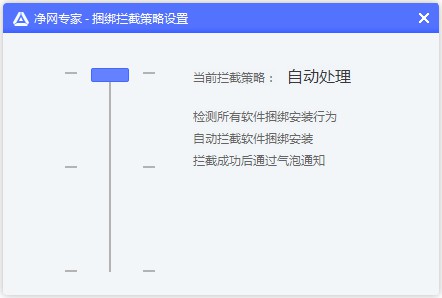 净网专家 - 捆绑拦截策略设置
当前拦截策略： 自动处理
检测所有软件捆绑安装行为
自动拦截软件捆绑安装
拦截成功后通过气泡通知